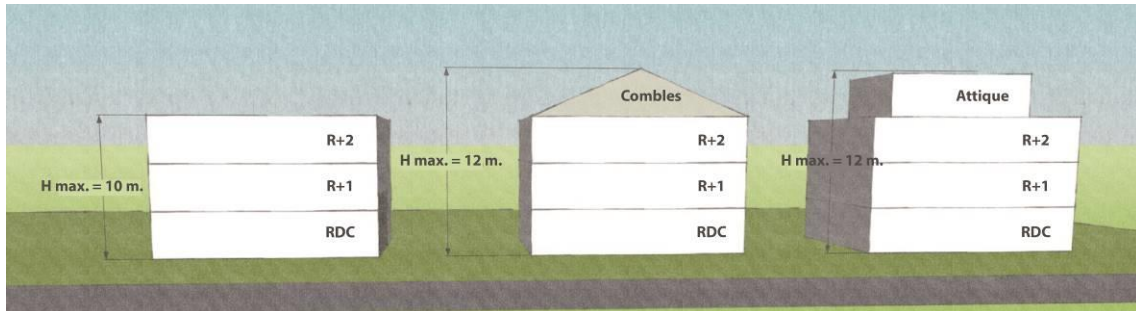 R+2
H max. = 10 m.
R+1
RDC
Combles
R+2
H max. = 12 m.
R+1
RDC
Attique
R+2
H max. = 12 m.
R+1
RDC